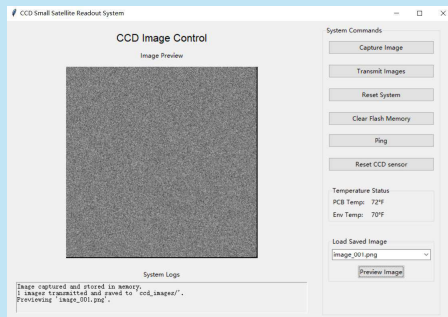 CCD Small Satellite Readout System
CCD Image Control
Image Preview
System Logs
Image captured and stored in memory.
1 images transmitted and saved to `ccd_images/`.
Previewing 'image_001.png'.
System Commands
Capture Image
Transmit Images
Reset System
Clear Flash Memory
Ping
Reset CCD sensor
Temperature Status
PCB Temp: 72°F
Env Temp: 70°F
Load Saved Image
image_001.png
Preview Image